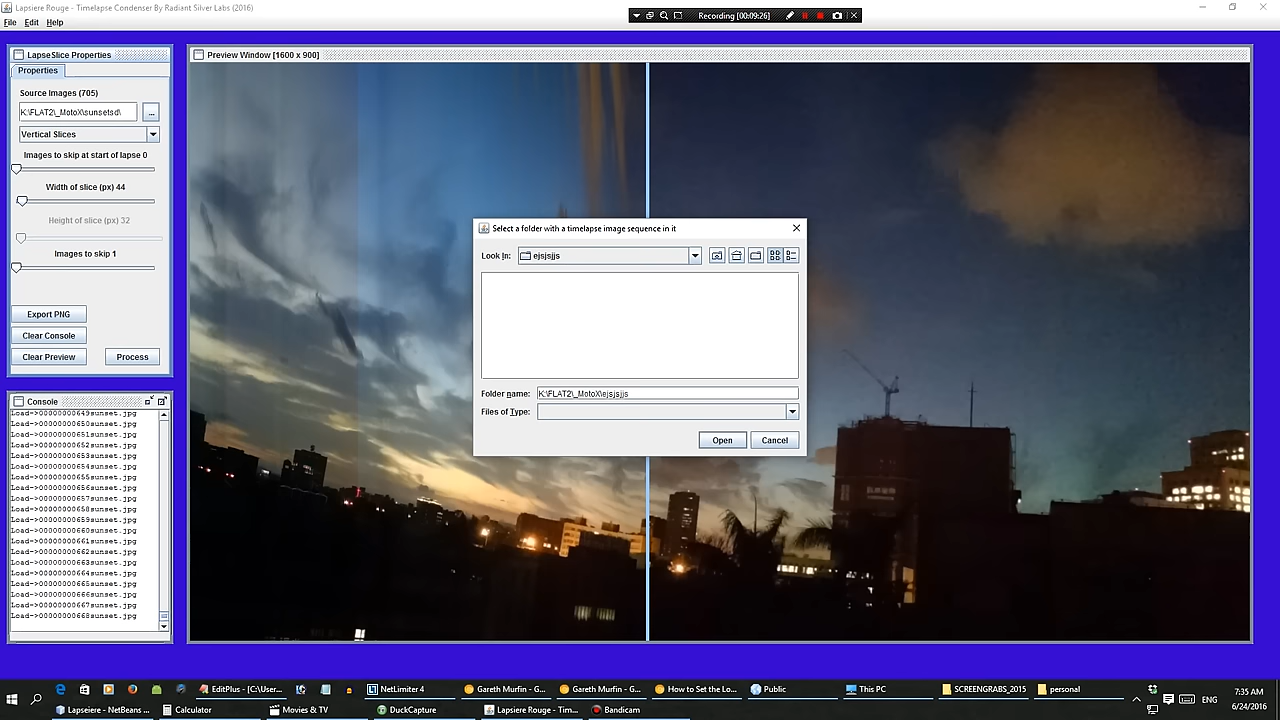 Lapsiere Rouge - Timelapse Condenser By Radiant Silver Labs (2016)
Recording [00:09:26]
File Edit Help
LapseSlice Properties
Properties
Source Images (705)
K:\FLAT2\_MotoX\sunsetsd\
...
Vertical Slices
Images to skip at start of lapse 0
Width of slice (px) 44
Height of slice (px) 32
Images to skip 1
Export PNG
Clear Console
Clear Preview
Process
Console
Load->00000000649sunset.jpg
Load->00000000650sunset.jpg
Load->00000000651sunset.jpg
Load->00000000652sunset.jpg
Load->00000000653sunset.jpg
Load->00000000654sunset.jpg
Load->00000000655sunset.jpg
Load->00000000656sunset.jpg
Load->00000000657sunset.jpg
Load->00000000658sunset.jpg
Load->00000000659sunset.jpg
Load->00000000660sunset.jpg
Load->00000000661sunset.jpg
Load->00000000662sunset.jpg
Load->00000000663sunset.jpg
Load->00000000664sunset.jpg
Load->00000000665sunset.jpg
Load->00000000666sunset.jpg
Load->00000000667sunset.jpg
Load->00000000668sunset.jpg
Preview Window [1600 x 900]
Select a folder with a timelapse image sequence in it
Look In: ejsjsjjs
Folder name: K:\FLAT2\_MotoX\ejsjsjjs
Files of Type:
Open Cancel
EditPlus - [C:\User...
NetLimiter 4
Gareth Murfin - G...
Gareth Murfin - G...
How to Set the Lo...
Public
This PC
SCREENGRABS_2015
personal
Lapseiere - NetBeans ...
Calculator
Movies & TV
DuckCapture
Lapsiere Rouge - Tim...
Bandicam
ENG
7:35 AM
6/24/2016